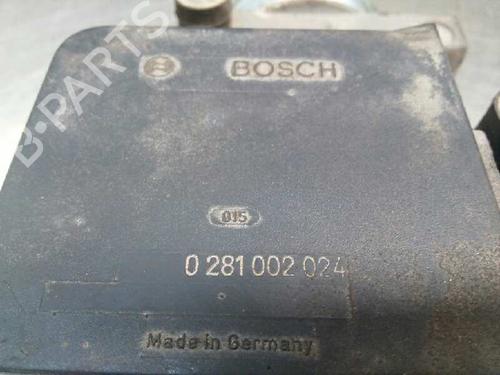 BOSCH
015
0 281 002 024
Made in Germany
B-PARTS